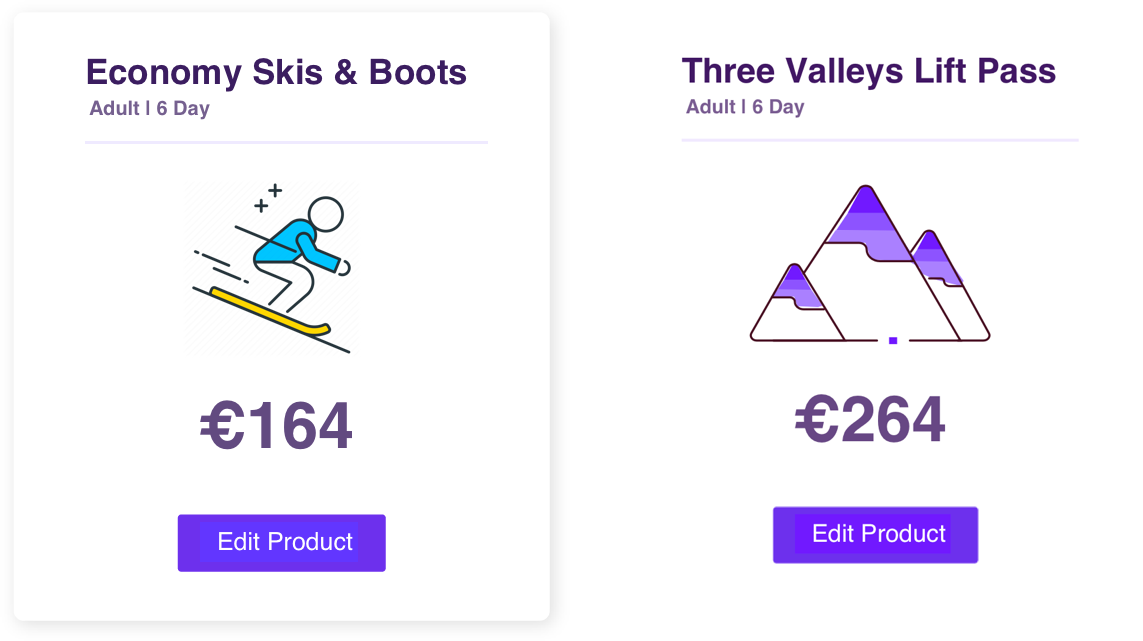 Economy Skis & Boots
Adult | 6 Day
€164
Edit Product
Three Valleys Lift Pass
Adult | 6 Day
€264
Edit Product